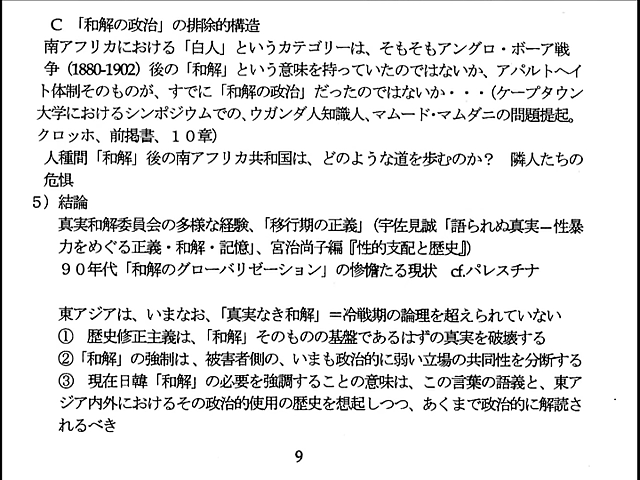 C 「和解の政治」の排除的構造
南アフリカにおける「白人」というカテゴリーは、そもそもアングロ・ボーア戦
争（1880-1902）後の「和解」という意味を持っていたのではないか、アパルトヘイ
ト体制そのものが、すでに「和解の政治」だったのではないか・・・（ケープタウン
大学におけるシンポジウムでの、ウガンダ人知識人、マムード・マムダニの問題提起。
クロッホ、前掲書、１０章）
人種間「和解」後の南アフリカ共和国は、どのような道を歩むのか？ 隣人たちの
危惧
５）結論
真実和解委員会の多様な経験、「移行期の正義」（宇佐見誠「語られぬ真実－性暴
力をめぐる正義・和解・記憶」、宮治尚子編『性的支配と歴史』）
９０年代「和解のグローバリゼーション」の惨憺たる現状 cf.パレスチナ
東アジアは、いまなお、「真実なき和解」＝冷戦期の論理を超えられていない
① 歴史修正主義は、「和解」そのものの基盤であるはずの真実を破壊する
②「和解」の強制は、被害者側の、いまも政治的に弱い立場の共同性を分断する
③ 現在日韓「和解」の必要を強調することの意味は、この言葉の語義と、東ア
ジア内外におけるその政治的使用の歴史を想起しつつ、あくまで政治的に解読さ
れるべき
9